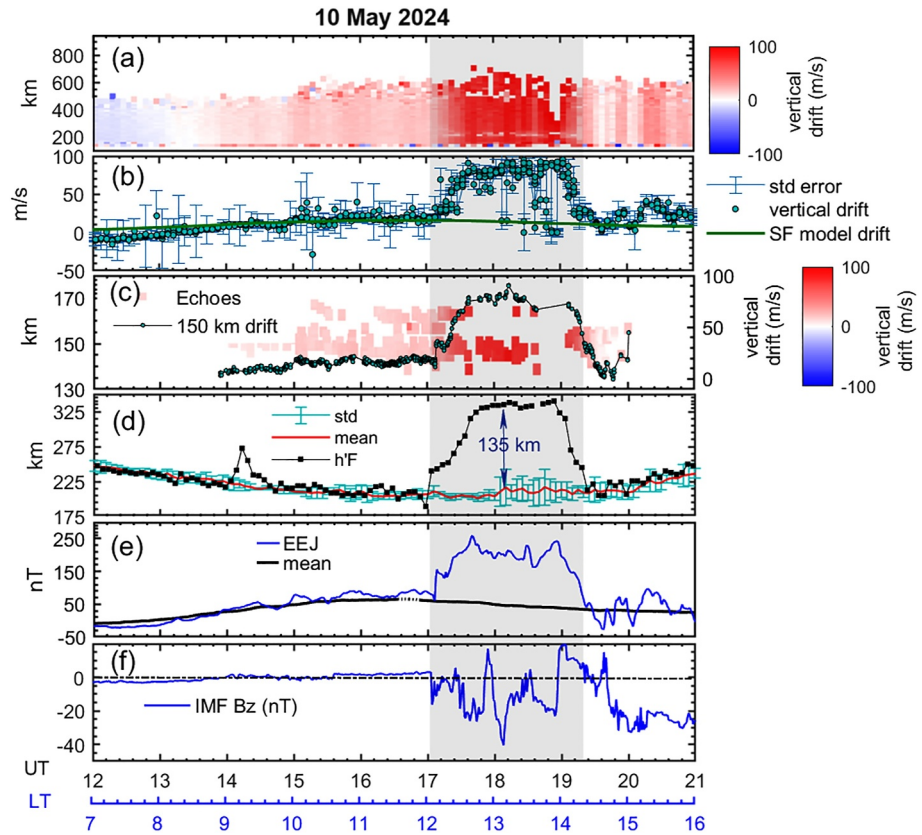 10 May 2024
(a)
800
600
400
200
km
100
0
-100
vertical
drift (m/s)
(b)
100
50
0
-50
m/s
std error
vertical drift
SF model drift
(c)
Echoes
150 km drift
170
150
130
km
100
50
0
vertical
drift (m/s)
100
0
-100
vertical
drift (m/s)
(d)
std
mean
h'F
325
275
225
175
km
135 km
(e)
EEJ
mean
250
150
50
-50
nT
(f)
IMF Bz (nT)
0
-20
-40
UT
12 13 14 15 16 17 18 19 20 21
LT
7 8 9 10 11 12 13 14 15 16